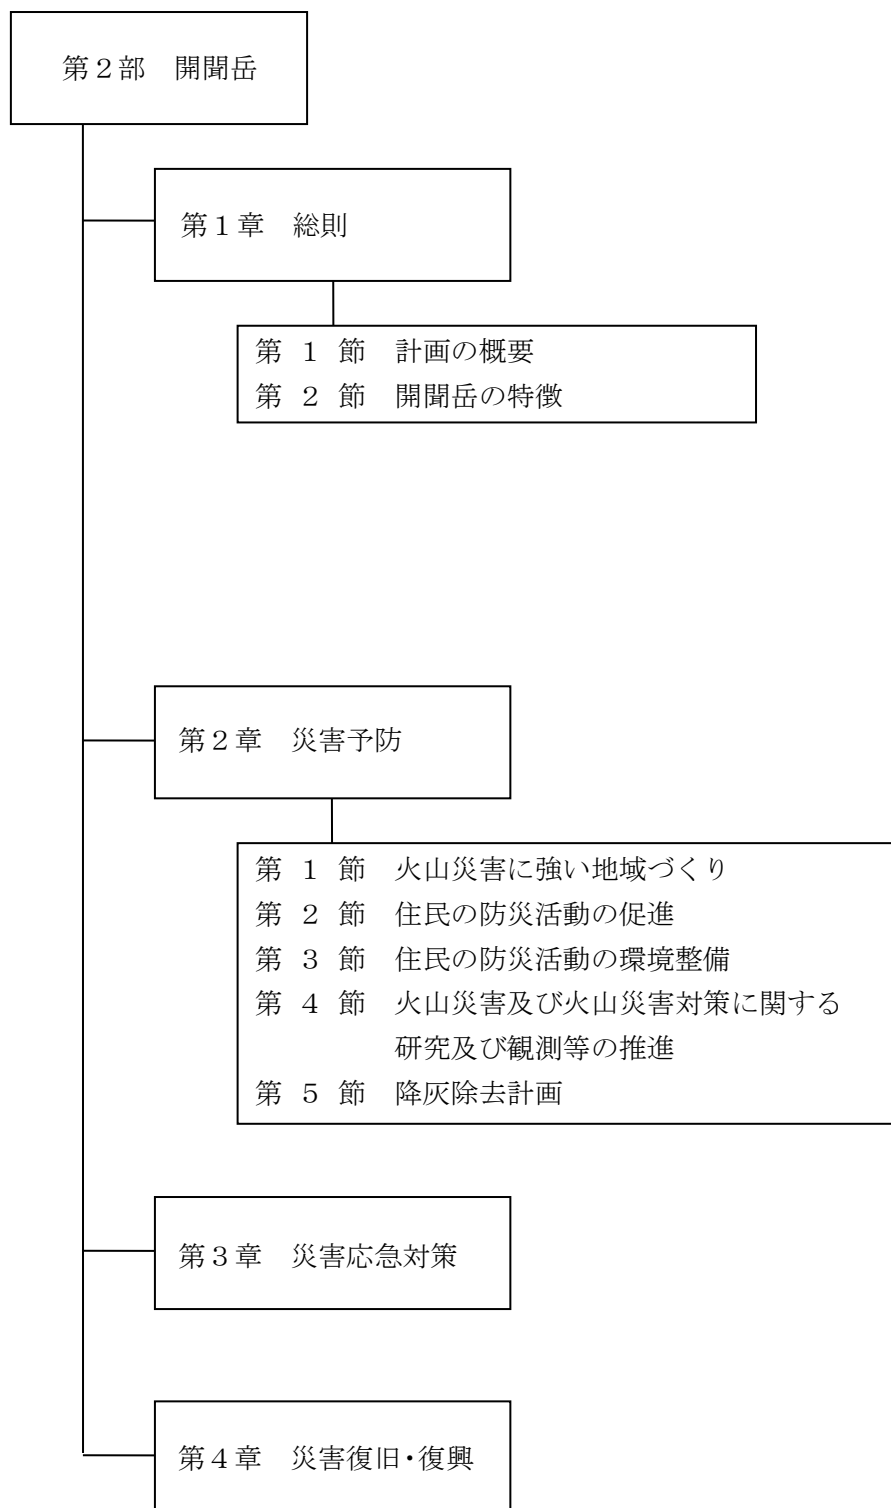 第２部　開聞岳
第１章　総則
第　１　節　計画の概要
第　２　節　開聞岳の特徴
第２章　災害予防
第　１　節　火山災害に強い地域づくり
第　２　節　住民の防災活動の促進
第　３　節　住民の防災活動の環境整備
第　４　節　火山災害及び火山災害対策に関する
研究及び観測等の推進
第　５　節　降灰除去計画
第３章　災害応急対策
第４章　災害復旧・復興